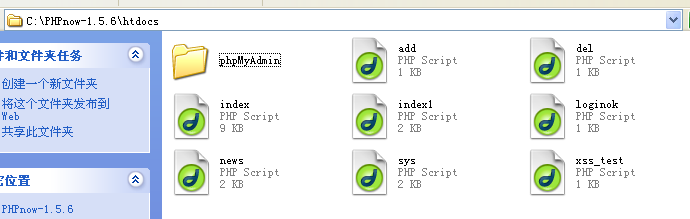 C:\PHPnow-1.5.6\htdocs
件和文件夹任务
创建一个新文件夹
将这个文件夹发布到
Web
共享此文件夹
它位置
PHPnow-1.5.6
phpMyAdmin
add
PHP Script
1 KB
del
PHP Script
1 KB
index
PHP Script
9 KB
index1
PHP Script
2 KB
loginok
PHP Script
1 KB
news
PHP Script
2 KB
sys
PHP Script
2 KB
xss_test
PHP Script
1 KB